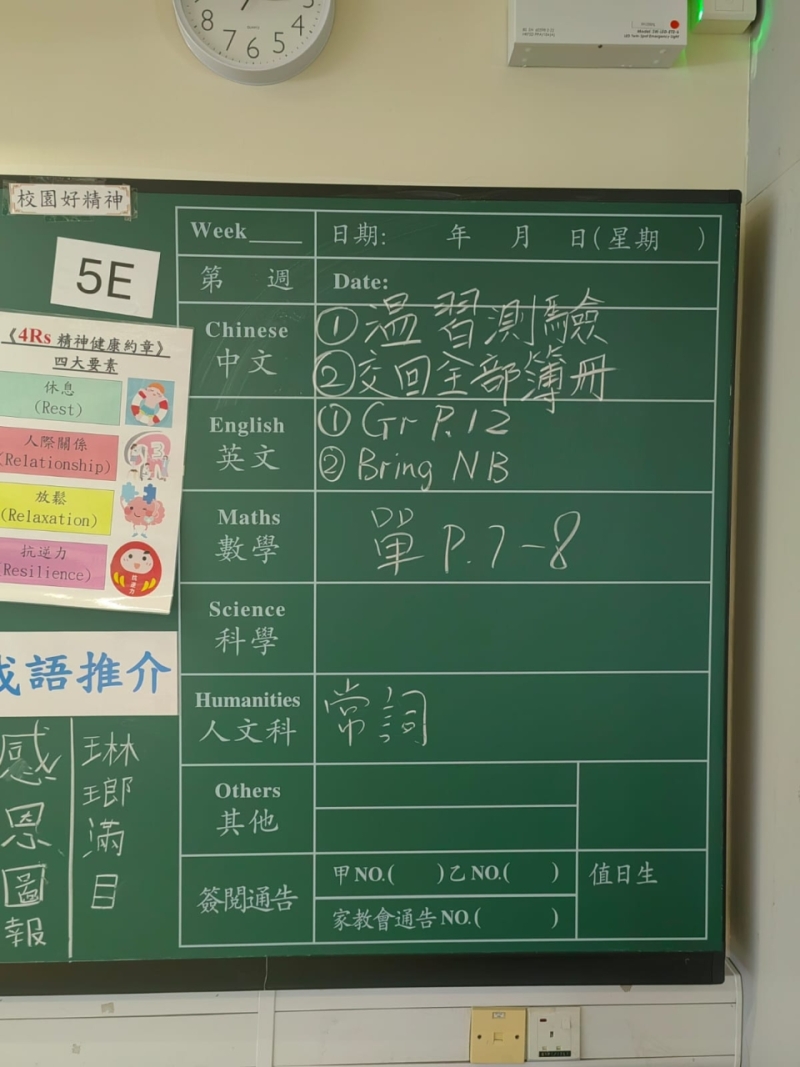 8 7 6 5 4
校園好精神
5E
《4Rs 精神健康約章》
四大要素
休息
(Rest)
人際關係
(Relationship)
放鬆
(Relaxation)
抗逆力
(Resilience)
成語推介
感恩圖報
琳瑯滿目
Week____ 日期: 年 月 日(星期 )
第 週 Date:
Chinese
中文
①溫習測驗
②交回全部簿冊
English
英文
① Gr P.12
② Bring NB
Maths
數學
單 P.7-8
Science
科學
Humanities
人文科
常詞
Others
其他
簽閱通告
甲NO.( )乙NO.( )
家教會通告NO.( )
值日生